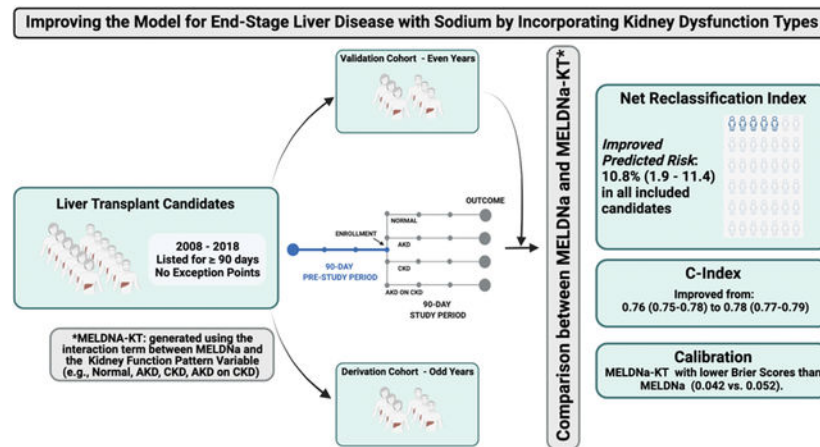 Improving the Model for End-Stage Liver Disease with Sodium by Incorporating Kidney Dysfunction Types
Validation Cohort - Even Years
Liver Transplant Candidates
2008 - 2018
Listed for ≥ 90 days
No Exception Points
*MELDNA-KT: generated using the
interaction term between MELDNa and
the Kidney Function Pattern Variable
(e.g., Normal, AKD, CKD, AKD on CKD)
OUTCOME
NORMAL
ENROLLMENT
AKD
CKD
90-DAY
PRE-STUDY PERIOD
AKD ON CKD
90-DAY
STUDY PERIOD
Derivation Cohort - Odd Years
Comparison between MELDNa and MELDNa-KT*
Net Reclassification Index
Improved
Predicted Risk:
10.8% (1.9 - 11.4)
in all included
candidates
C-Index
Improved from:
0.76 (0.75-0.78) to 0.78 (0.77-0.79)
Calibration
MELDNa-KT with lower Brier Scores than
MELDNa (0.042 vs. 0.052).